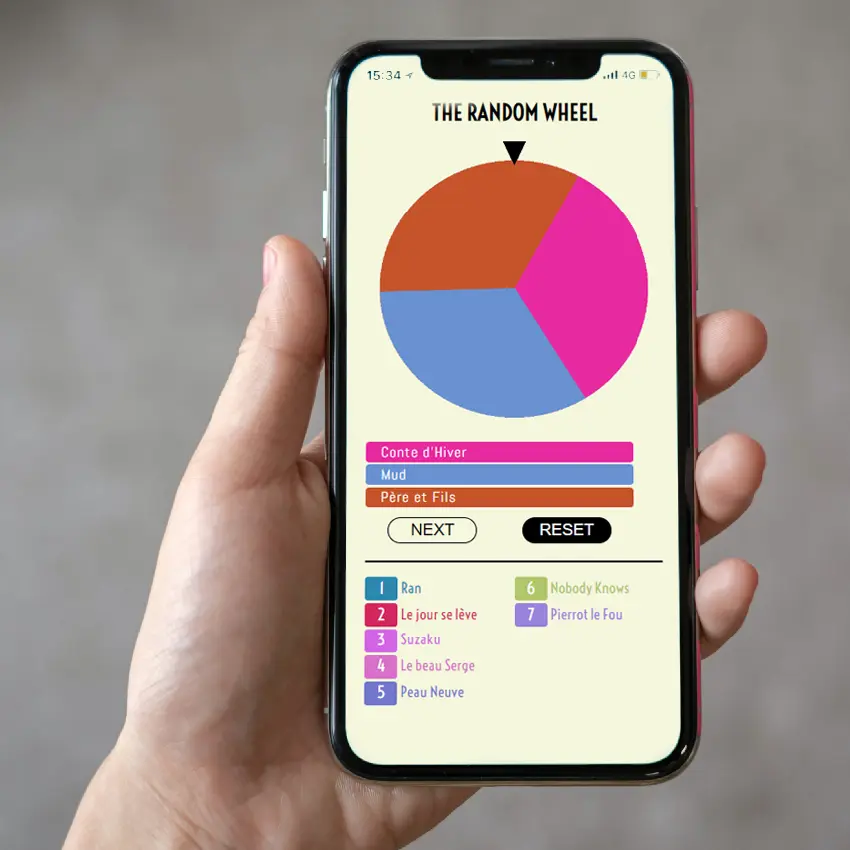 15:34 4G
THE RANDOM WHEEL
Conte d'Hiver
Mud
Père et Fils
NEXT RESET
1 Ran
2 Le jour se lève
3 Suzaku
4 Le beau Serge
5 Peau Neuve
6 Nobody Knows
7 Pierrot le Fou